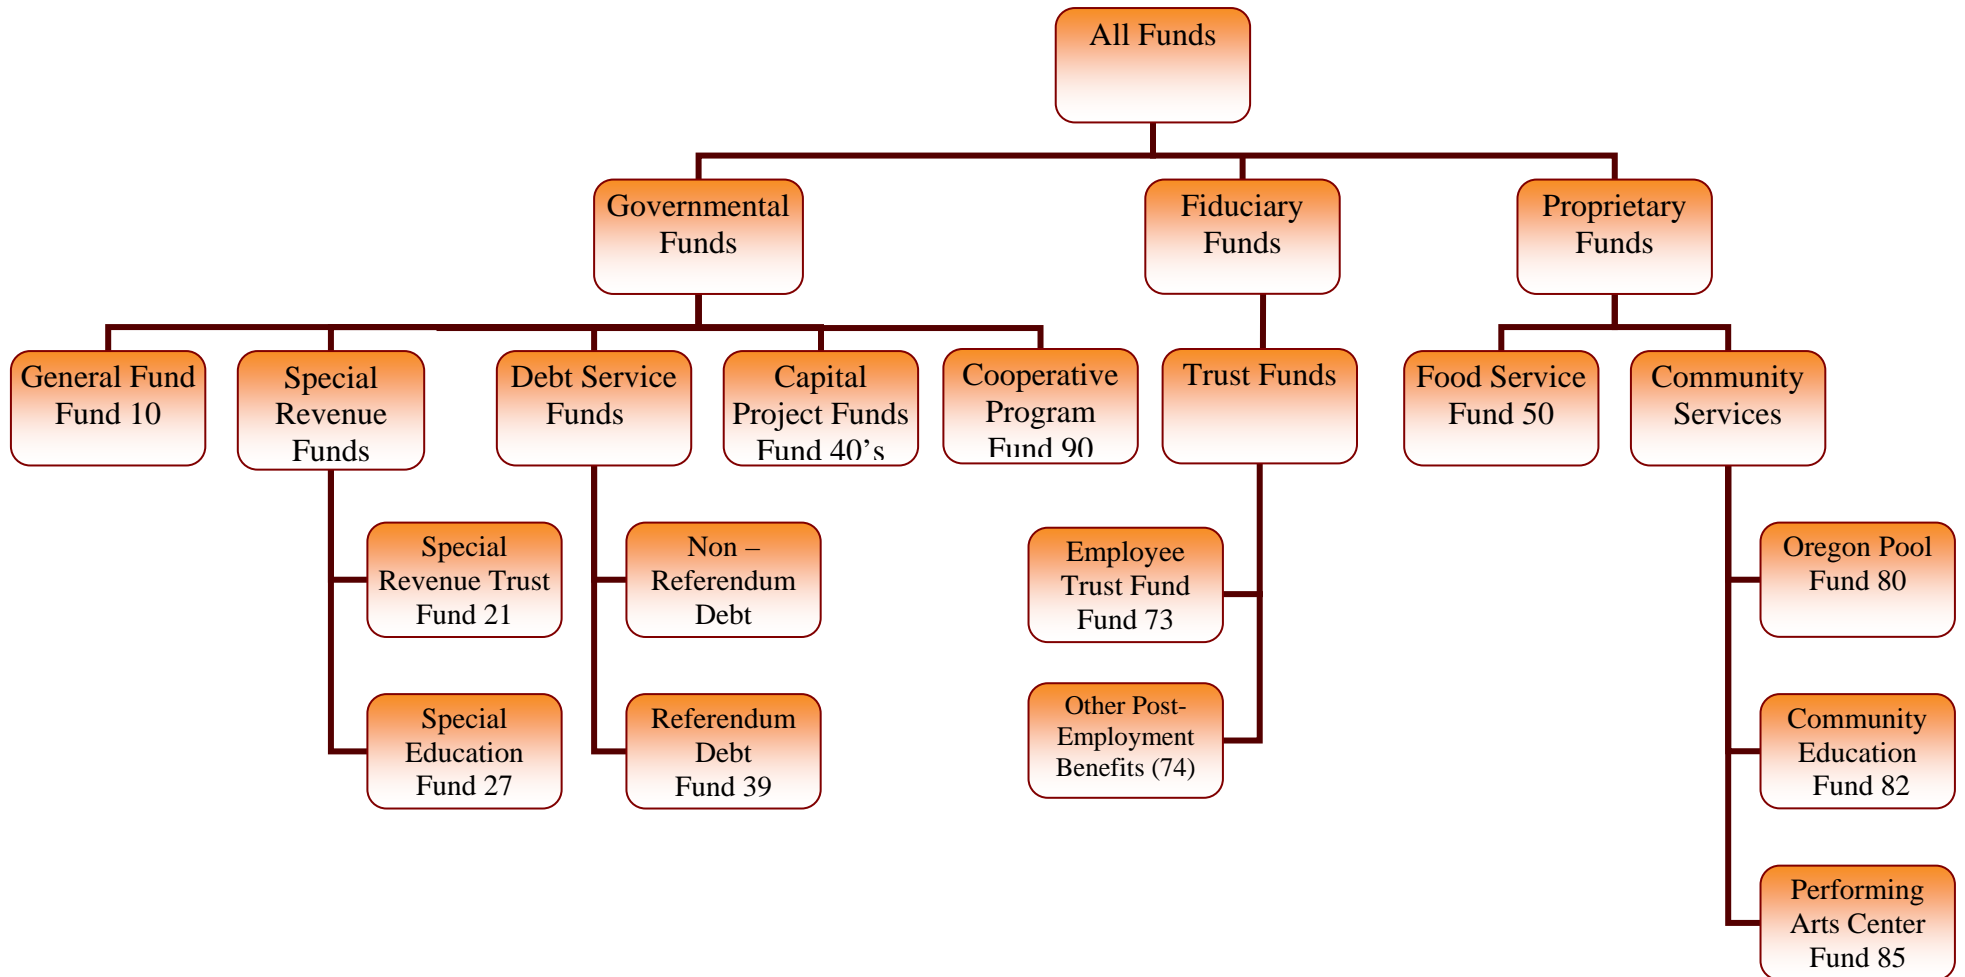 All Funds
Governmental
Funds
Fiduciary
Funds
Proprietary
Funds
General Fund
Fund 10
Special
Revenue
Funds
Debt Service
Funds
Capital
Project Funds
Fund 40’s
Cooperative
Program
Fund 90
Trust Funds
Food Service
Fund 50
Community
Services
Special
Revenue Trust
Fund 21
Non –
Referendum
Debt
Employee
Trust Fund
Fund 73
Oregon Pool
Fund 80
Special
Education
Fund 27
Referendum
Debt
Fund 39
Other Post-
Employment
Benefits (74)
Community
Education
Fund 82
Performing
Arts Center
Fund 85